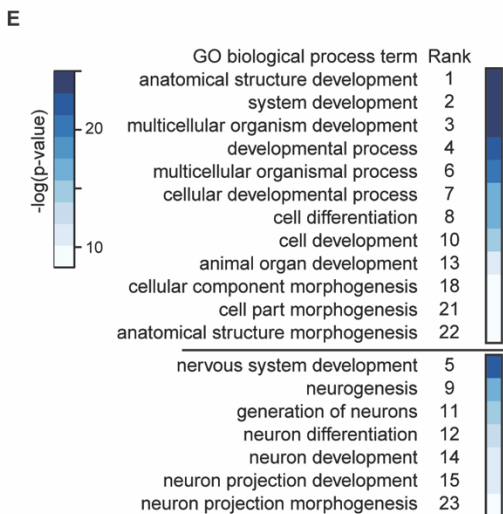 E
GO biological process term Rank
anatomical structure development 1
system development 2
multicellular organism development 3
developmental process 4
multicellular organismal process 6
cellular developmental process 7
cell differentiation 8
cell development 10
animal organ development 13
cellular component morphogenesis 18
cell part morphogenesis 21
anatomical structure morphogenesis 22
nervous system development 5
neurogenesis 9
generation of neurons 11
neuron differentiation 12
neuron development 14
neuron projection development 15
neuron projection morphogenesis 23
-log(p-value)
20
10